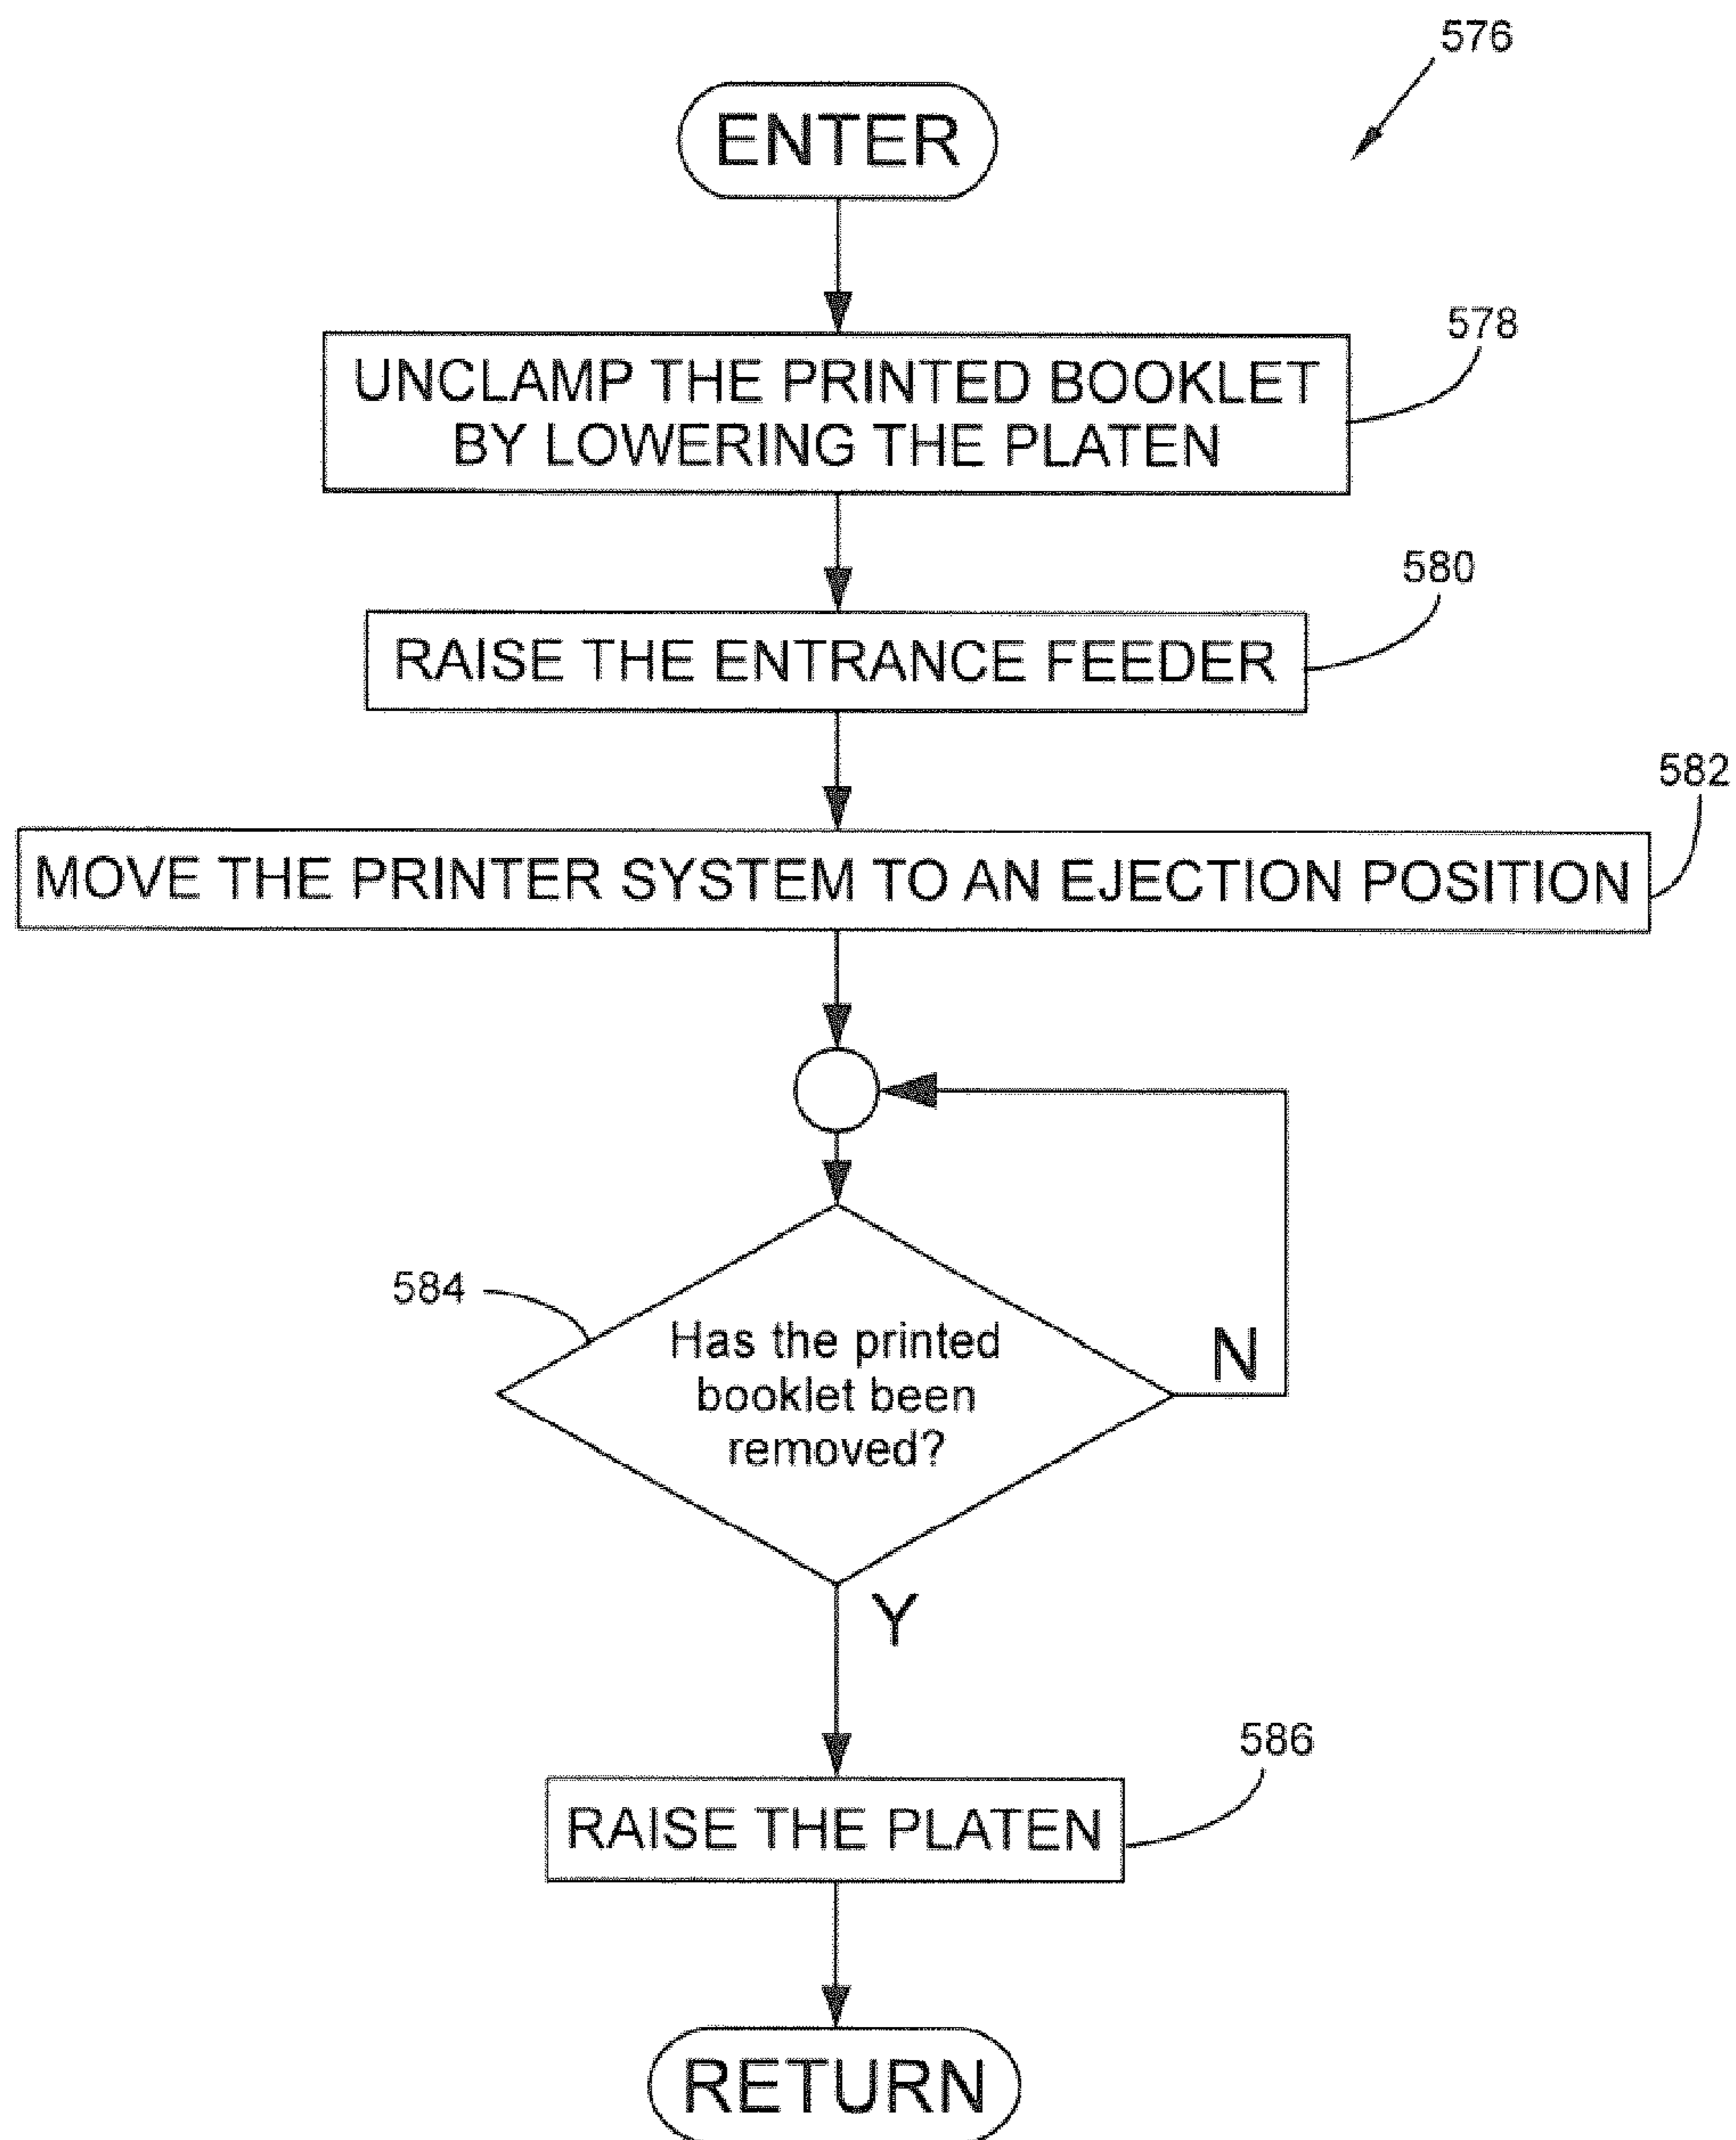 576
ENTER
UNCLAMP THE PRINTED BOOKLET
BY LOWERING THE PLATEN
578
580
RAISE THE ENTRANCE FEEDER
582
MOVE THE PRINTER SYSTEM TO AN EJECTION POSITION
584
Has the printed
booklet been
removed?
N
Y
586
RAISE THE PLATEN
RETURN